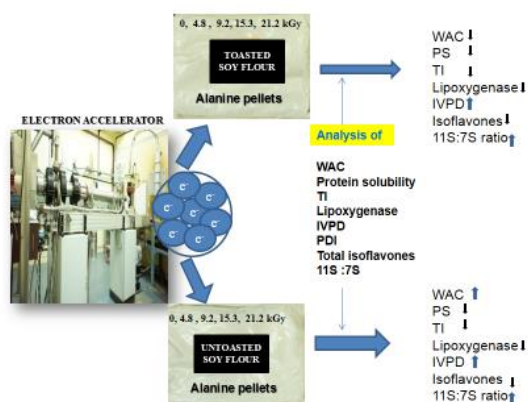 0, 4.8 , 9.2,15.3, 21.2 kGy
TOASTED
SOY FLOUR
Alanine pellets
WAC ↓
PS ↓
TI ↓
Lipoxygenase ↓
IVPD ↑
Isoflavones ↓
11S:7S ratio ↑
ELECTRON ACCELERATOR
e⁻
e⁻
e⁻
e⁻
e⁻
e⁻
e⁻
Analysis of
WAC
Protein solubility
TI
Lipoxygenase
IVPD
PDI
Total isoflavones
11S :7S
0, 4.8 , 9.2,15.3, 21.2 kGy
UNTOASTED
SOY FLOUR
Alanine pellets
WAC ↑
PS ↓
TI ↓
Lipoxygenase ↓
IVPD ↑
Isoflavones ↓
11S:7S ratio ↑